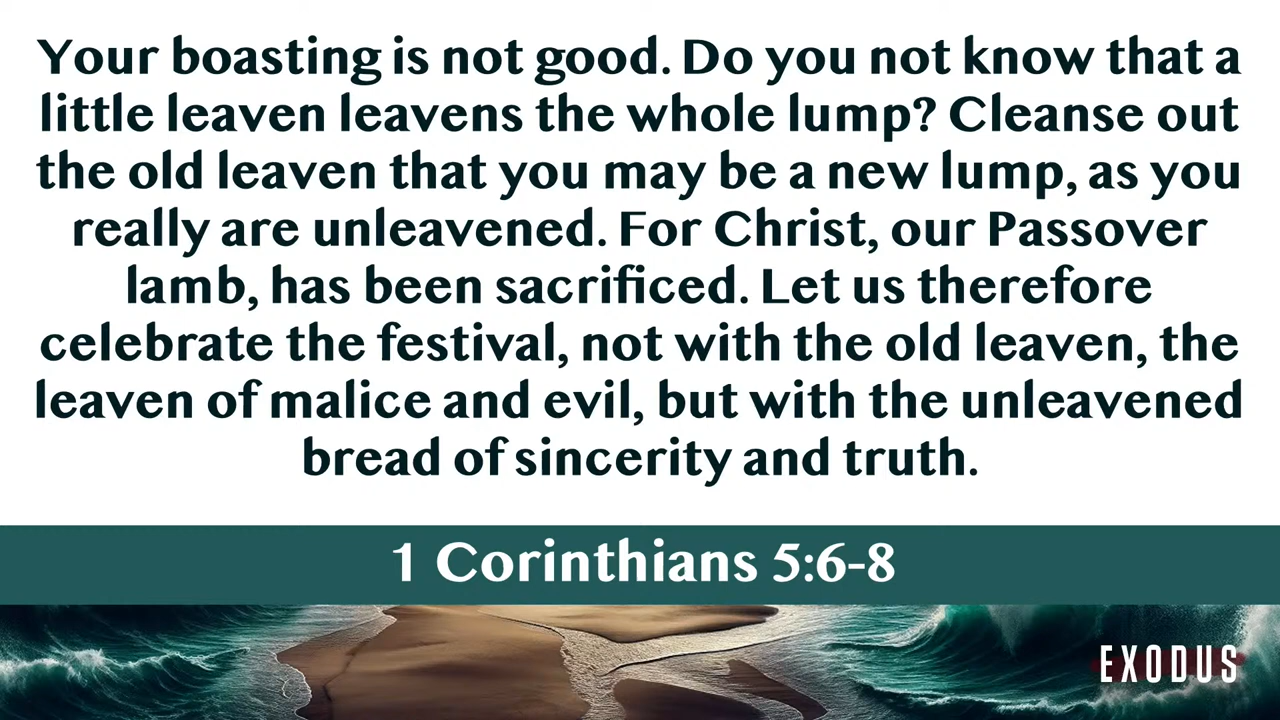 Your boasting is not good. Do you not know that a
little leaven leavens the whole lump? Cleanse out
the old leaven that you may be a new lump, as you
really are unleavened. For Christ, our Passover
lamb, has been sacrificed. Let us therefore
celebrate the festival, not with the old leaven, the
leaven of malice and evil, but with the unleavened
bread of sincerity and truth.
1 Corinthians 5:6-8
EXODUS